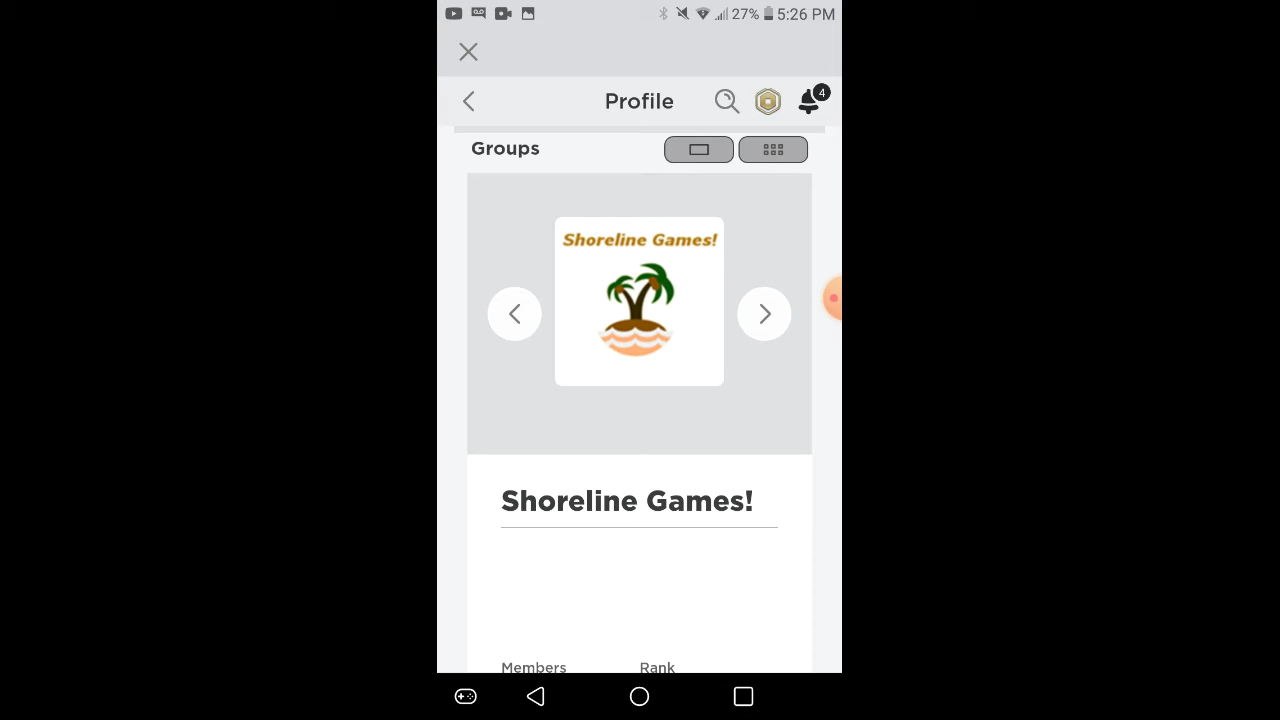 27% 5:26 PM
Profile
4
Groups
Shoreline Games!
Shoreline Games!
Members Rank